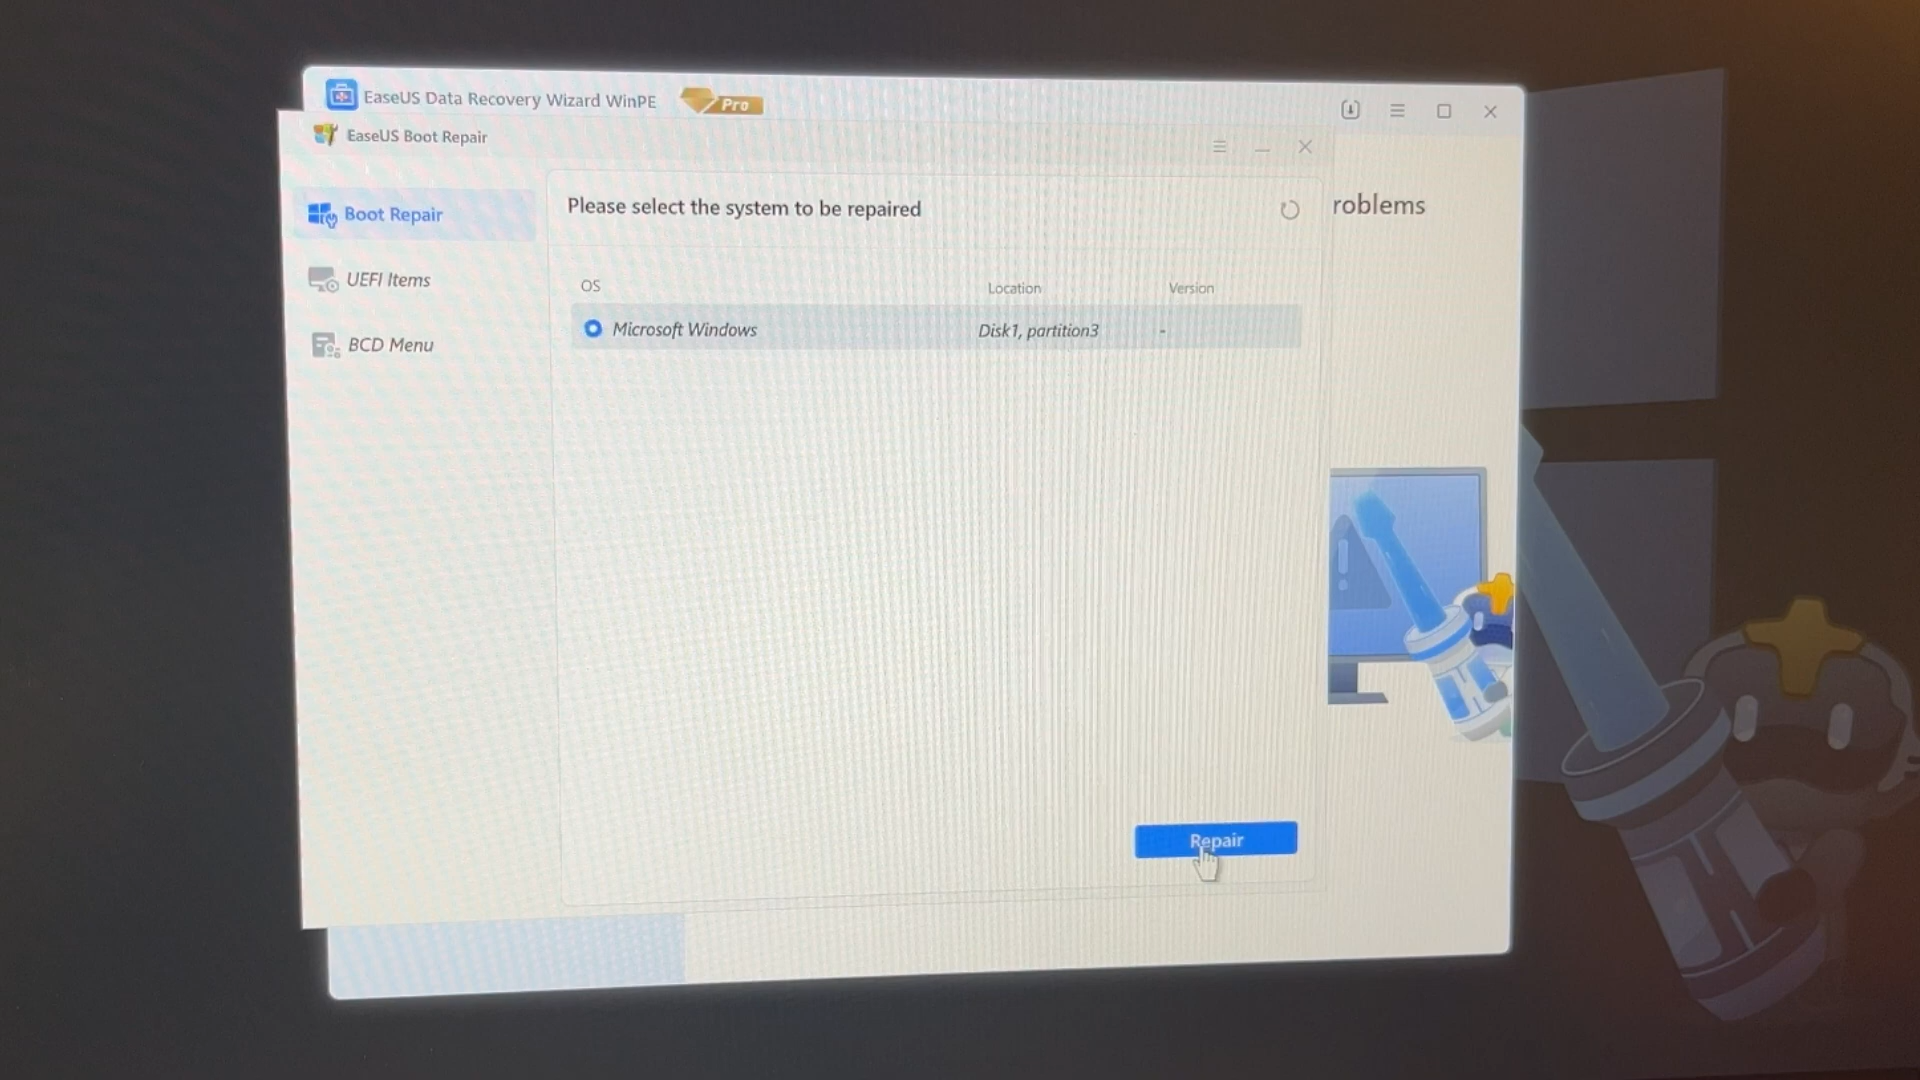 EaseUS Data Recovery Wizard WinPE Pro
EaseUS Boot Repair
Boot Repair
UEFI Items
BCD Menu
Please select the system to be repaired
roblems
OS Location Version
Microsoft Windows Disk1, partition3 -
Repair